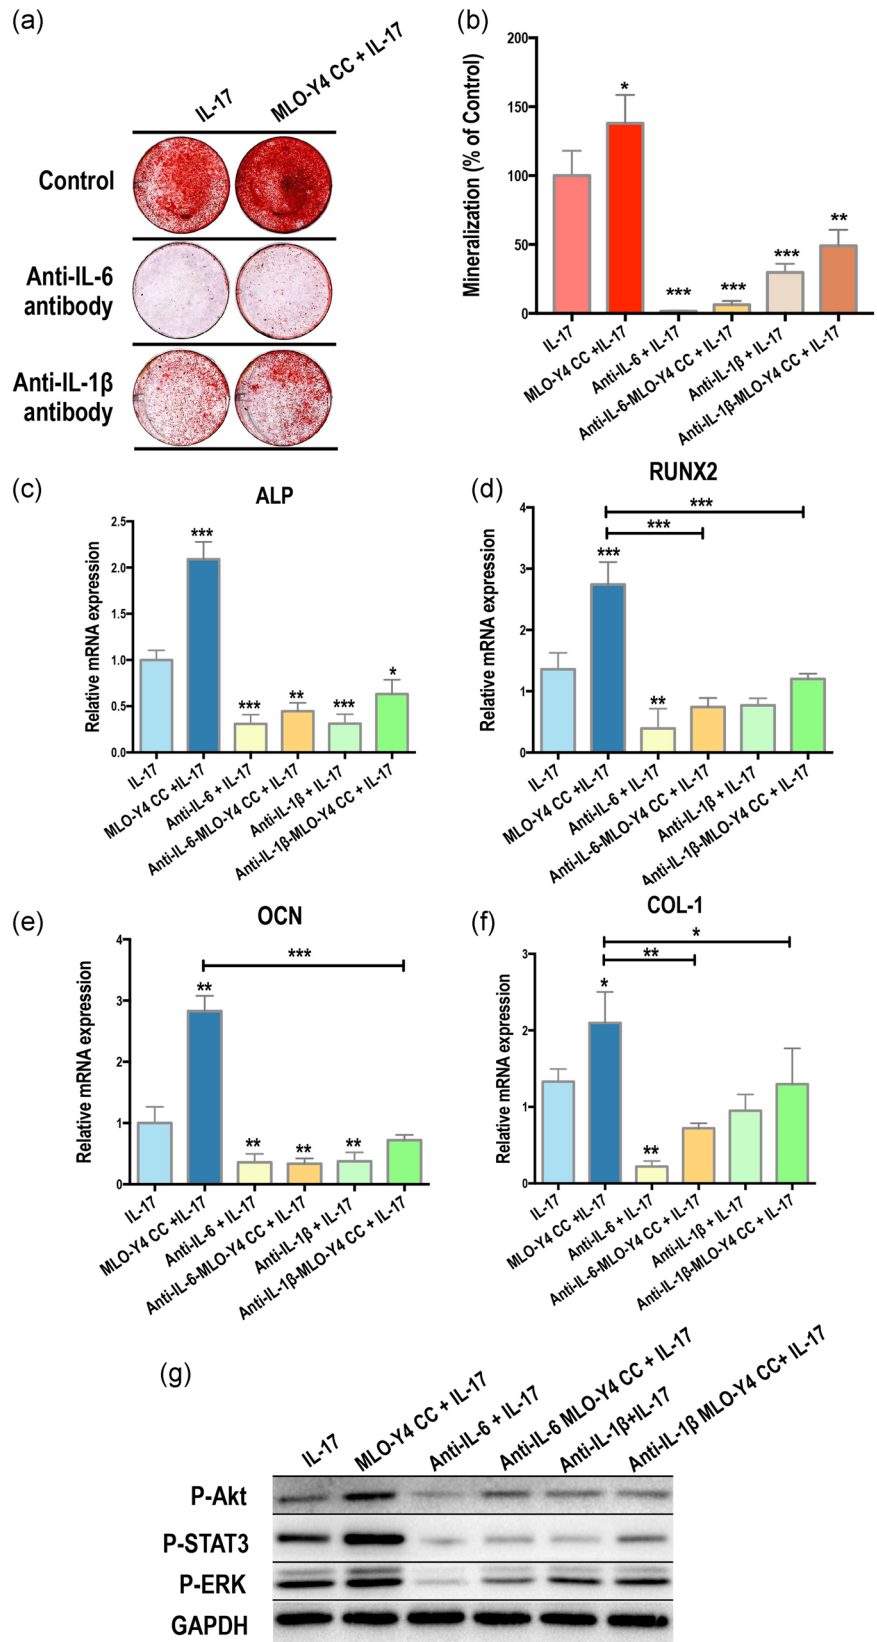 (a)
IL-17
MLO-Y4 CC + IL-17
Control
Anti-IL-6
antibody
Anti-IL-1β
antibody
(b)
Mineralization (% of Control)
200
150
100
50
0
*
***
***
***
**
IL-17
MLO-Y4 CC +IL-17
Anti-IL-6 + IL-17
Anti-IL-6-MLO-Y4 CC + IL-17
Anti-IL-1β + IL-17
Anti-IL-1β-MLO-Y4 CC + IL-17
(c)
ALP
Relative mRNA expression
2.5
2.0
1.5
1.0
0.5
0.0
***
***
**
***
*
IL-17
MLO-Y4 CC +IL-17
Anti-IL-6 + IL-17
Anti-IL-6-MLO-Y4 CC + IL-17
Anti-IL-1β + IL-17
Anti-IL-1β-MLO-Y4 CC + IL-17
(d)
RUNX2
Relative mRNA expression
4
3
2
1
0
***
***
***
**
IL-17
MLO-Y4 CC +IL-17
Anti-IL-6 + IL-17
Anti-IL-6-MLO-Y4 CC + IL-17
Anti-IL-1β + IL-17
Anti-IL-1β-MLO-Y4 CC + IL-17
(e)
OCN
Relative mRNA expression
4
3
2
1
0
***
**
**
**
**
IL-17
MLO-Y4 CC +IL-17
Anti-IL-6 + IL-17
Anti-IL-6-MLO-Y4 CC + IL-17
Anti-IL-1β + IL-17
Anti-IL-1β-MLO-Y4 CC + IL-17
(f)
COL-1
Relative mRNA expression
3
2
1
0
*
**
*
**
IL-17
MLO-Y4 CC +IL-17
Anti-IL-6 + IL-17
Anti-IL-6-MLO-Y4 CC + IL-17
Anti-IL-1β + IL-17
Anti-IL-1β-MLO-Y4 CC + IL-17
(g)
IL-17
MLO-Y4 CC + IL-17
Anti-IL-6 + IL-17
Anti-IL-6 MLO-Y4 CC + IL-17
Anti-IL-1β+IL-17
Anti-IL-1β MLO-Y4 CC+ IL-17
P-Akt
P-STAT3
P-ERK
GAPDH